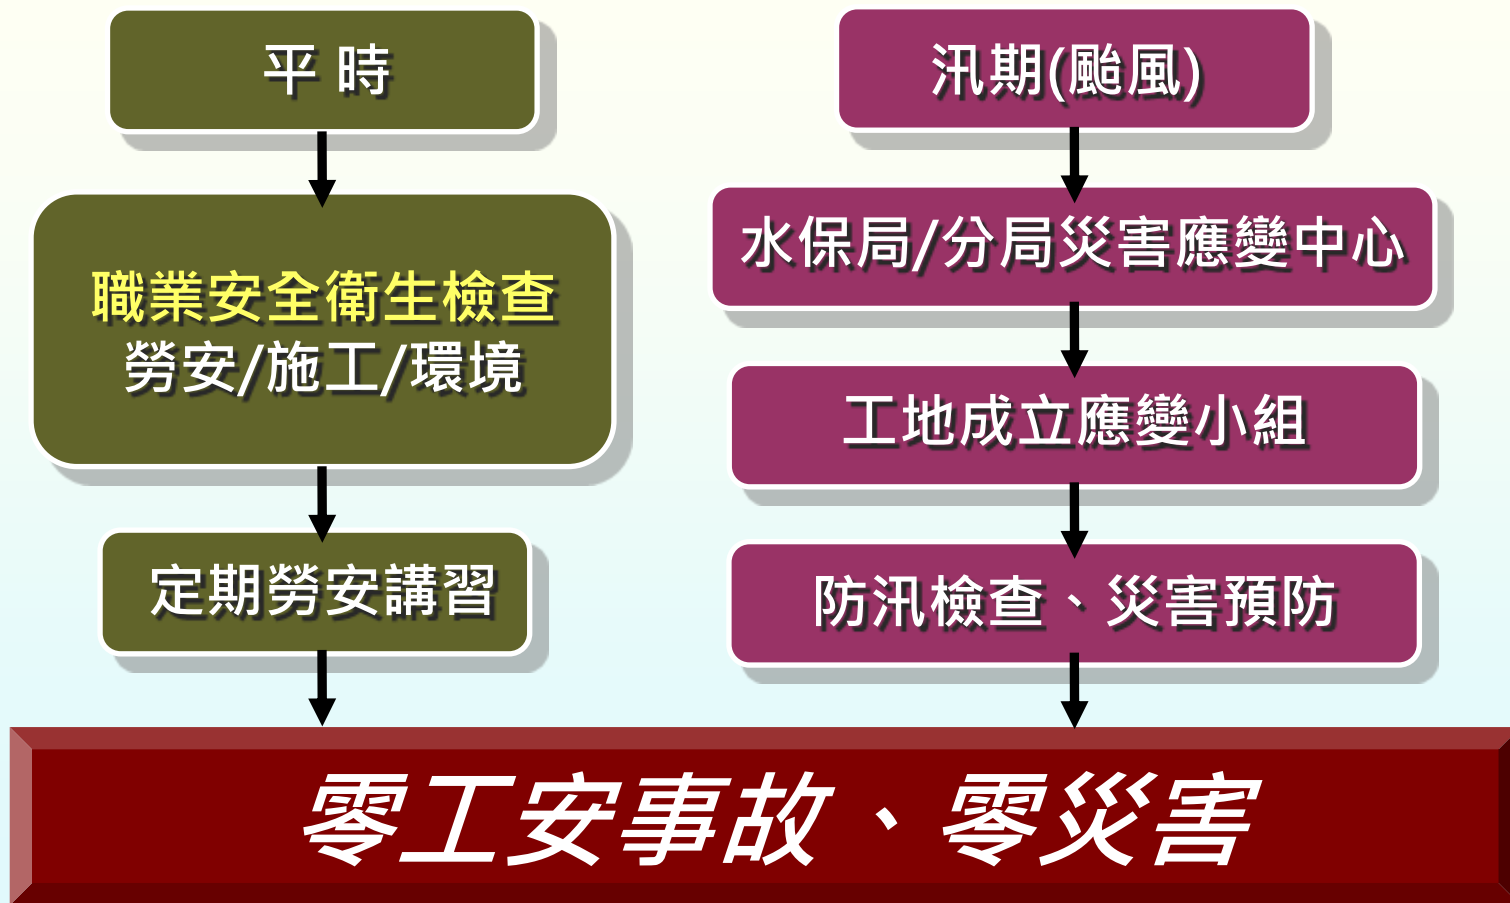 平 時
職業安全衛生檢查
勞安/施工/環境
定期勞安講習
汛期(颱風)
水保局/分局災害應變中心
工地成立應變小組
防汛檢查、災害預防
零工安事故、零災害